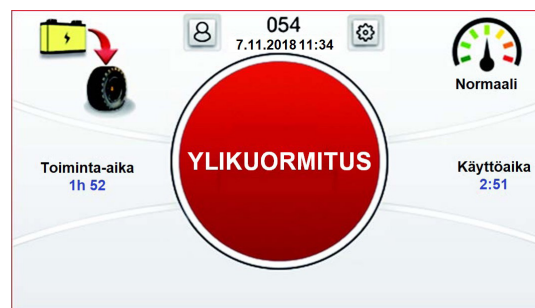 054
7.11.2018 11:34
Normaali
YLIKUORMITUS
Toiminta-aika
1h 52
Käyttöaika
2:51